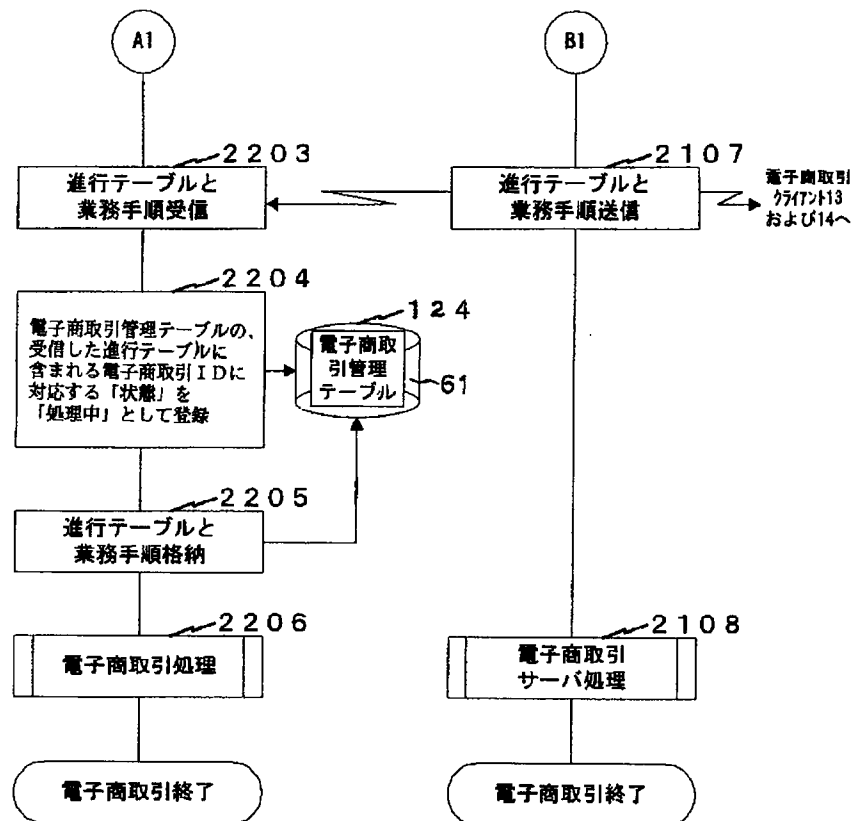 A1
B1
2203
進行テーブルと
業務手順受信
2107
進行テーブルと
業務手順送信
電子商取引
クライアント13
および14へ
2204
電子商取引管理テーブルの、
受信した進行テーブルに
含まれる電子商取引IDに
対応する「状態」を
「処理中」として登録
124
電子商取
引管理
テーブル
61
2205
進行テーブルと
業務手順格納
2206
電子商取引処理
2108
電子商取引
サーバ処理
電子商取引終了
電子商取引終了